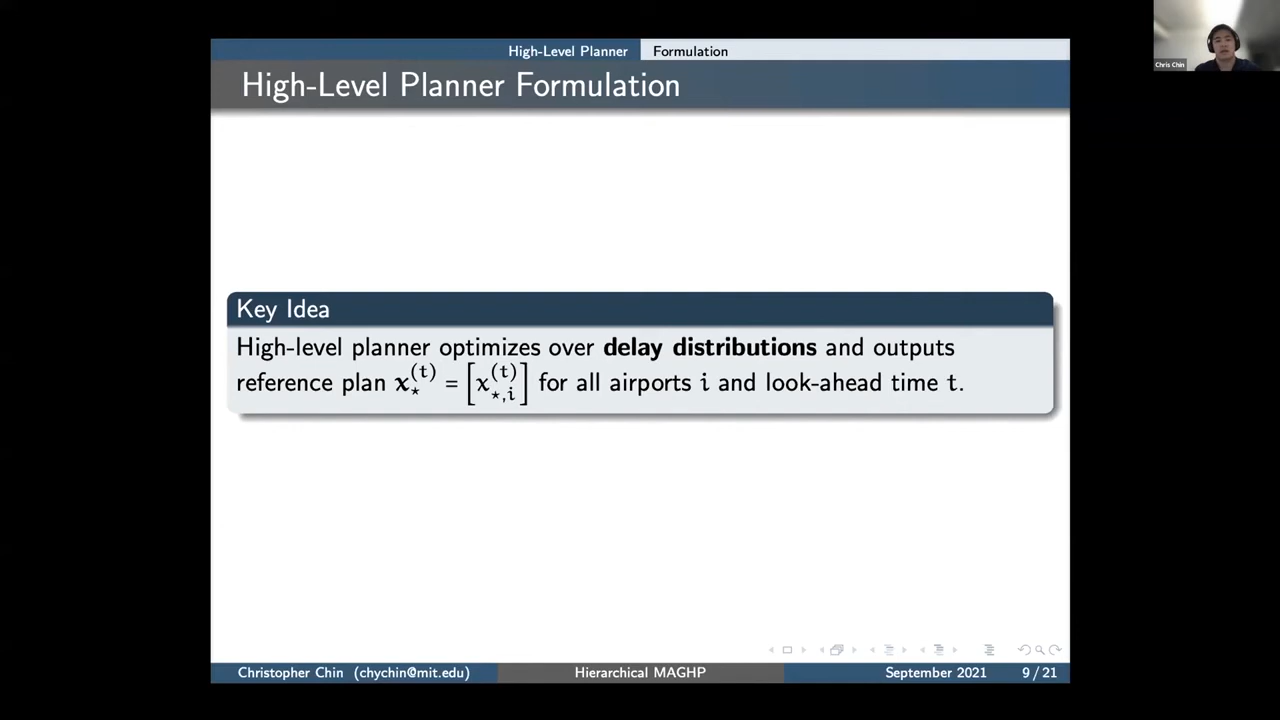 High-Level Planner Formulation
Chris Chin
High-Level Planner Formulation
Key Idea
High-level planner optimizes over delay distributions and outputs
reference plan x⋆^(t) = [x⋆,i^(t)] for all airports i and look-ahead time t.
Christopher Chin (chychin@mit.edu) Hierarchical MAGHP September 2021 9 / 21